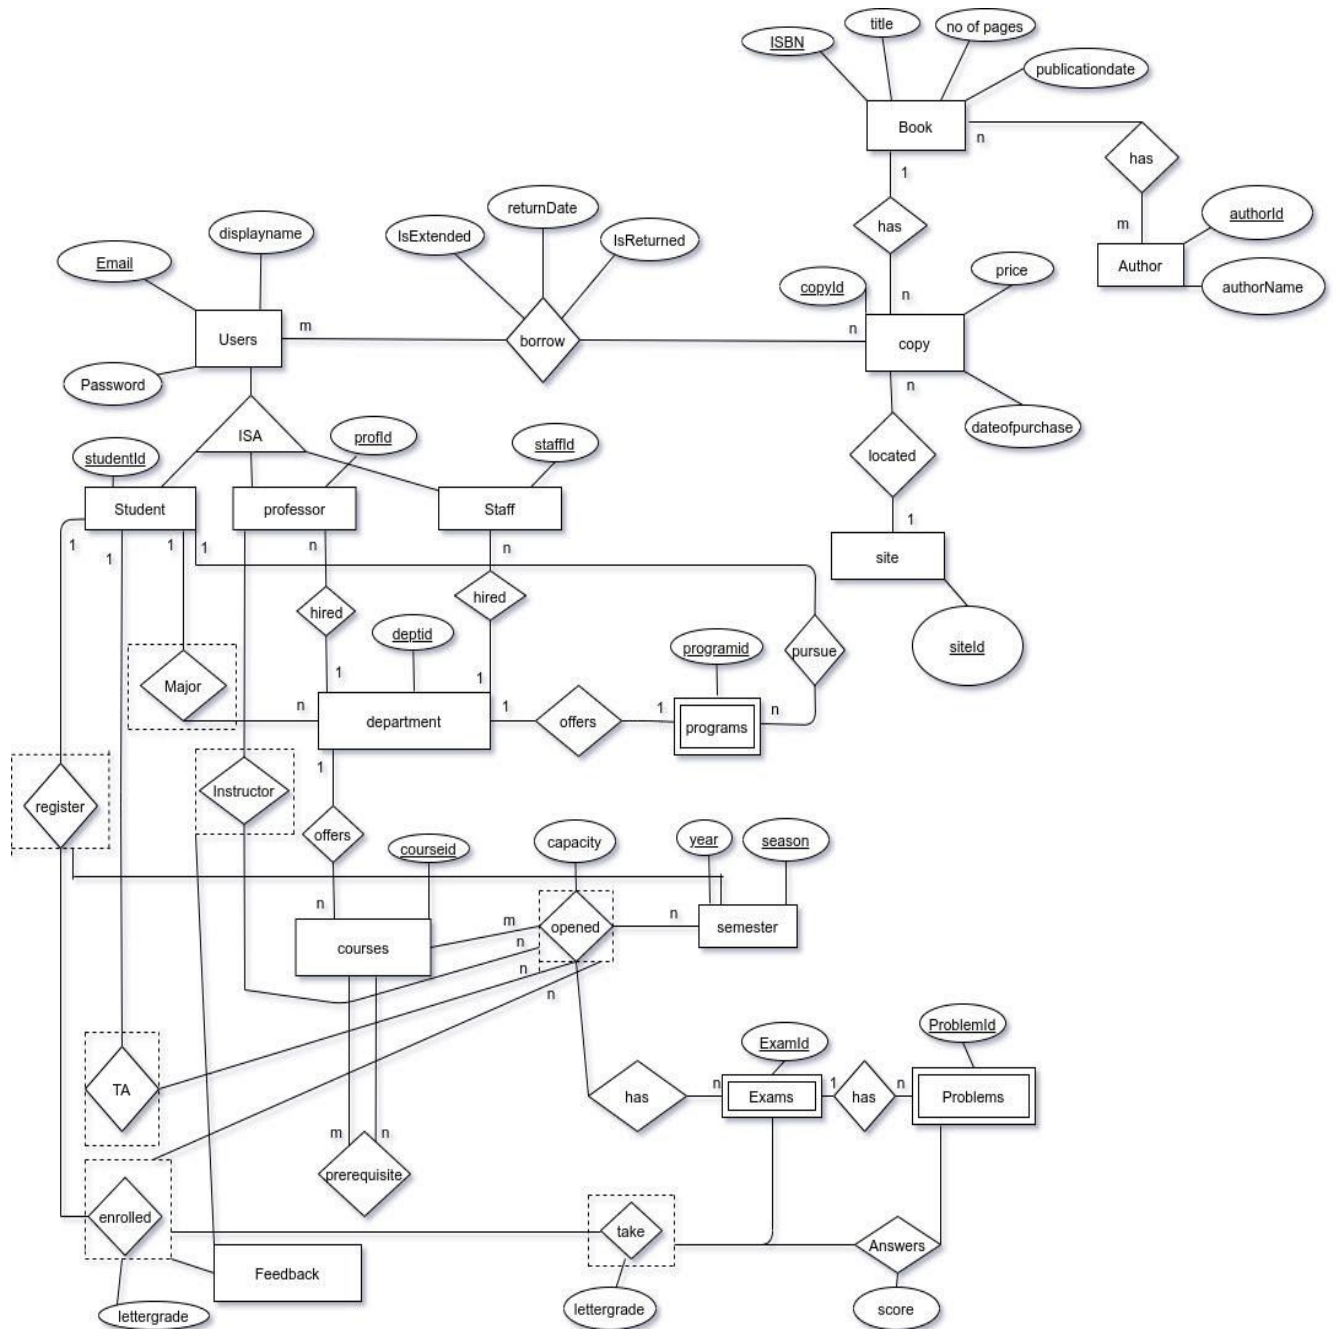 title
no of pages
ISBN
publicationdate
Book
n
has
1
returnDate
authorId
m
has
displayname
IsExtended
IsReturned
Email
Author
price
copyId
authorName
n
m
n
Users
borrow
copy
Password
n
dateofpurchase
ISA
profId
staffId
studentId
located
Student
professor
Staff
1
site
1
1
1
1
n
n
hired
hired
deptid
programid
siteId
pursue
Major
1
1
n
1
1
n
department
offers
programs
1
register
Instructor
offers
capacity
year
season
courseid
n
m
n
opened
semester
courses
n
n
n
ProblemId
ExamId
TA
has
n
Exams
1
has
n
Problems
m
n
prerequisite
enrolled
take
Answers
Feedback
lettergrade
lettergrade
score